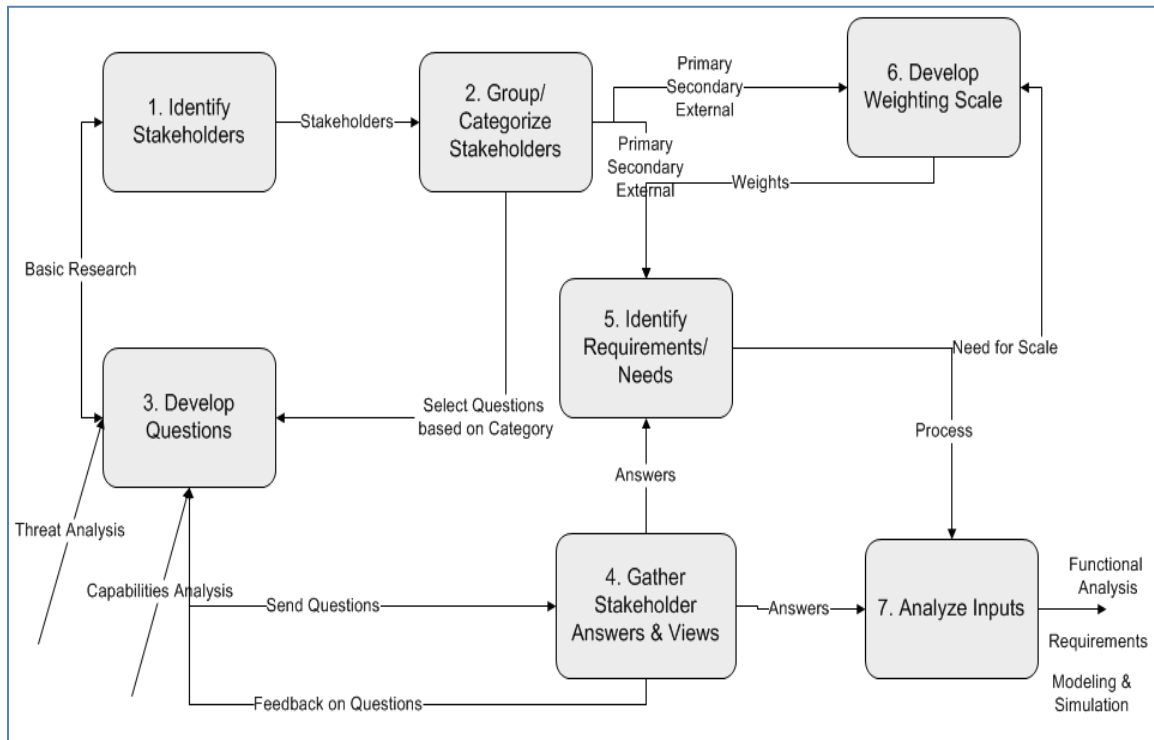 1. Identify
Stakeholders
Stakeholders
2. Group/
Categorize
Stakeholders
Primary
Secondary
External
Primary
Secondary
External
6. Develop
Weighting Scale
Weights
Basic Research
5. Identify
Requirements/
Needs
Need for Scale
3. Develop
Questions
Select Questions
based on Category
Process
Answers
Threat Analysis
Capabilities Analysis
Send Questions
4. Gather
Stakeholder
Answers & Views
Answers
7. Analyze Inputs
Functional
Analysis
Requirements
Modeling &
Simulation
Feedback on Questions